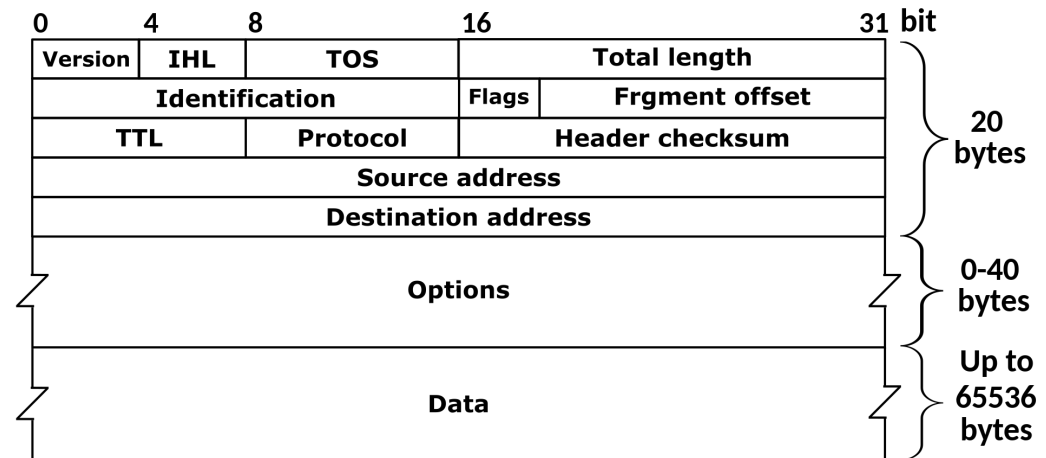 0 4 8 16 31 bit
Version IHL TOS Total length
Identification Flags Frgment offset
TTL Protocol Header checksum
20
bytes
Source address
Destination address
Options
0-40
bytes
Data
Up to
65536
bytes